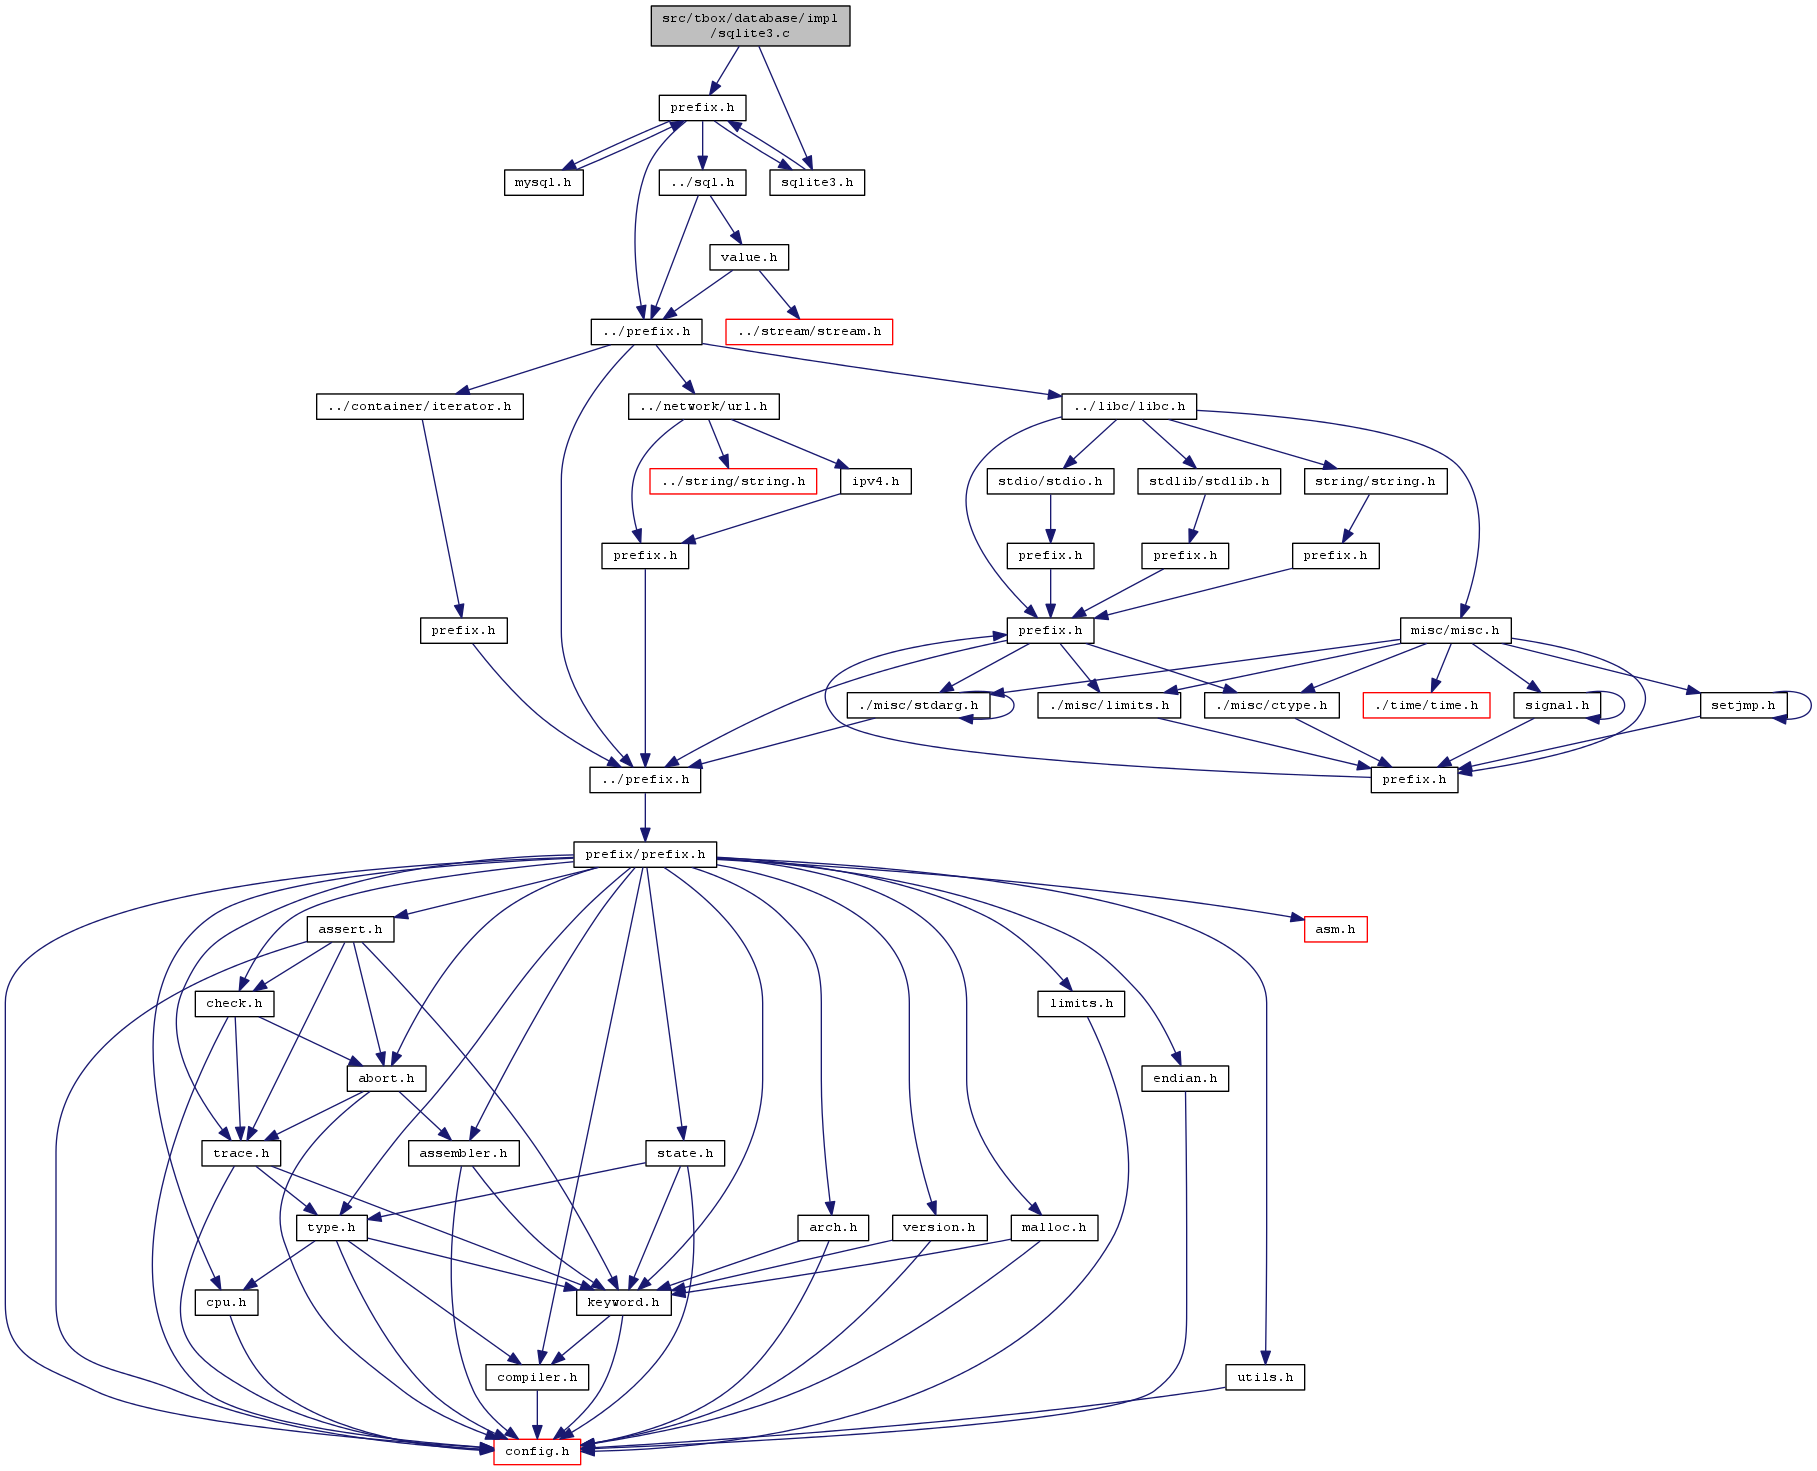 src/tbox/database/impl
/sqlite3.c
prefix.h
mysql.h
../sql.h
sqlite3.h
value.h
../prefix.h
../stream/stream.h
../container/iterator.h
../network/url.h
../libc/libc.h
../string/string.h
ipv4.h
stdio/stdio.h
stdlib/stdlib.h
string/string.h
prefix.h
prefix.h
prefix.h
prefix.h
prefix.h
prefix.h
misc/misc.h
./misc/stdarg.h
./misc/limits.h
./misc/ctype.h
./time/time.h
signal.h
setjmp.h
../prefix.h
prefix.h
prefix/prefix.h
assert.h
asm.h
check.h
limits.h
abort.h
endian.h
trace.h
assembler.h
state.h
type.h
arch.h
version.h
malloc.h
cpu.h
keyword.h
compiler.h
utils.h
config.h